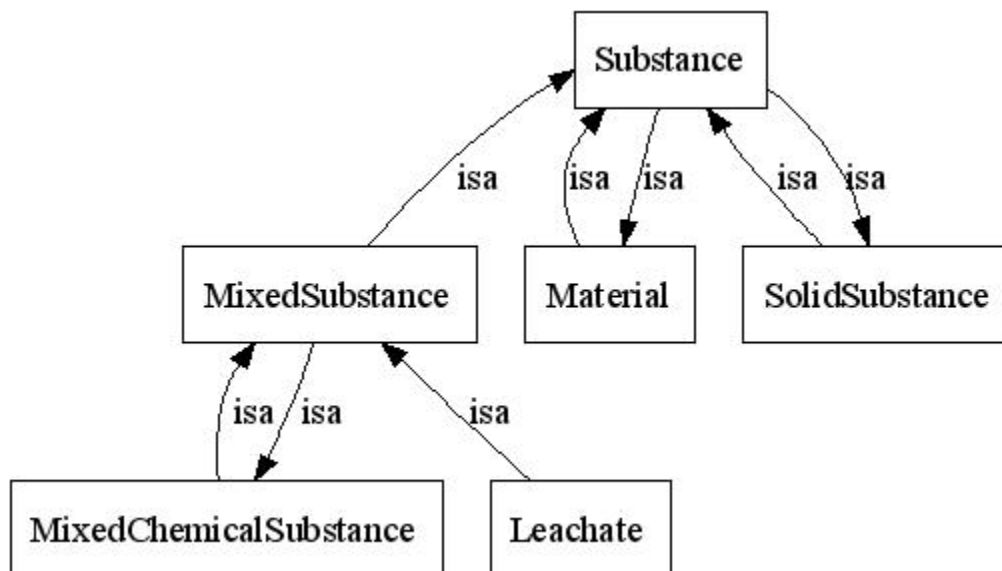 Substance
isa isa isa isa isa
MixedSubstance Material SolidSubstance
isa isa isa
MixedChemicalSubstance Leachate